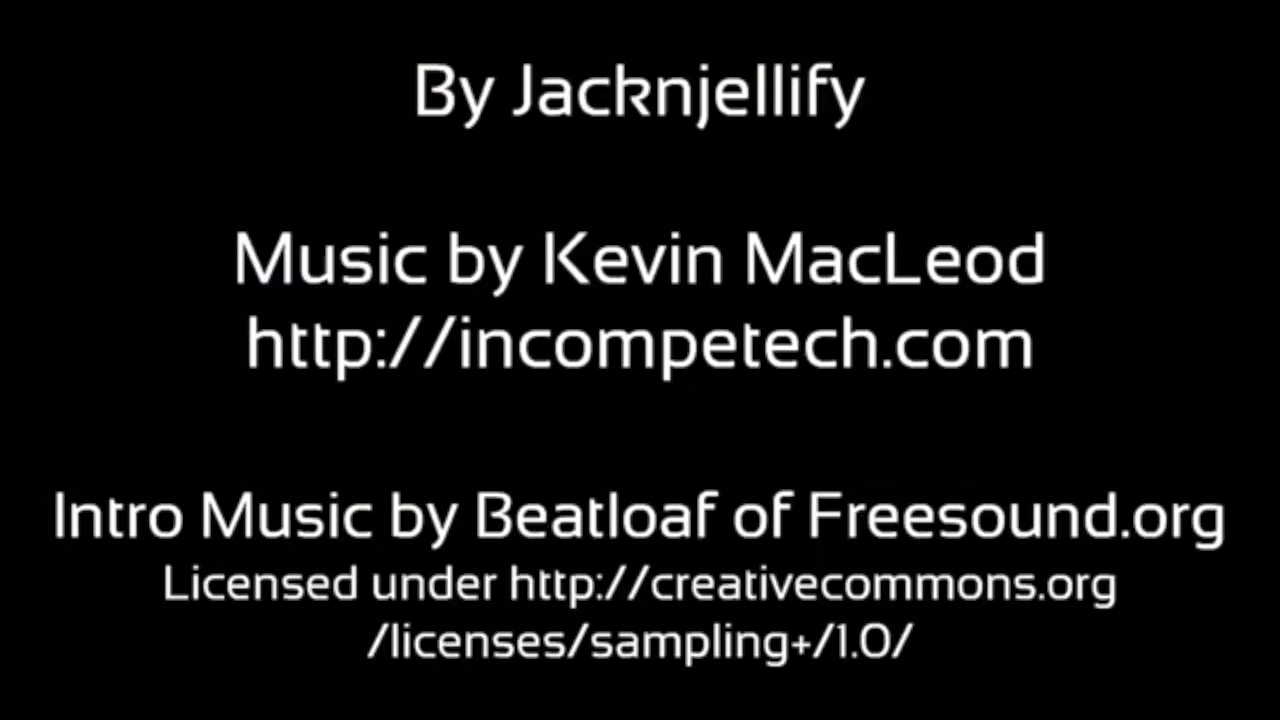 By Jacknjellify
Music by Kevin MacLeod
http://incompetech.com
Intro Music by Beatloaf of Freesound.org
Licensed under http://creativecommons.org
/licenses/sampling+/1.0/